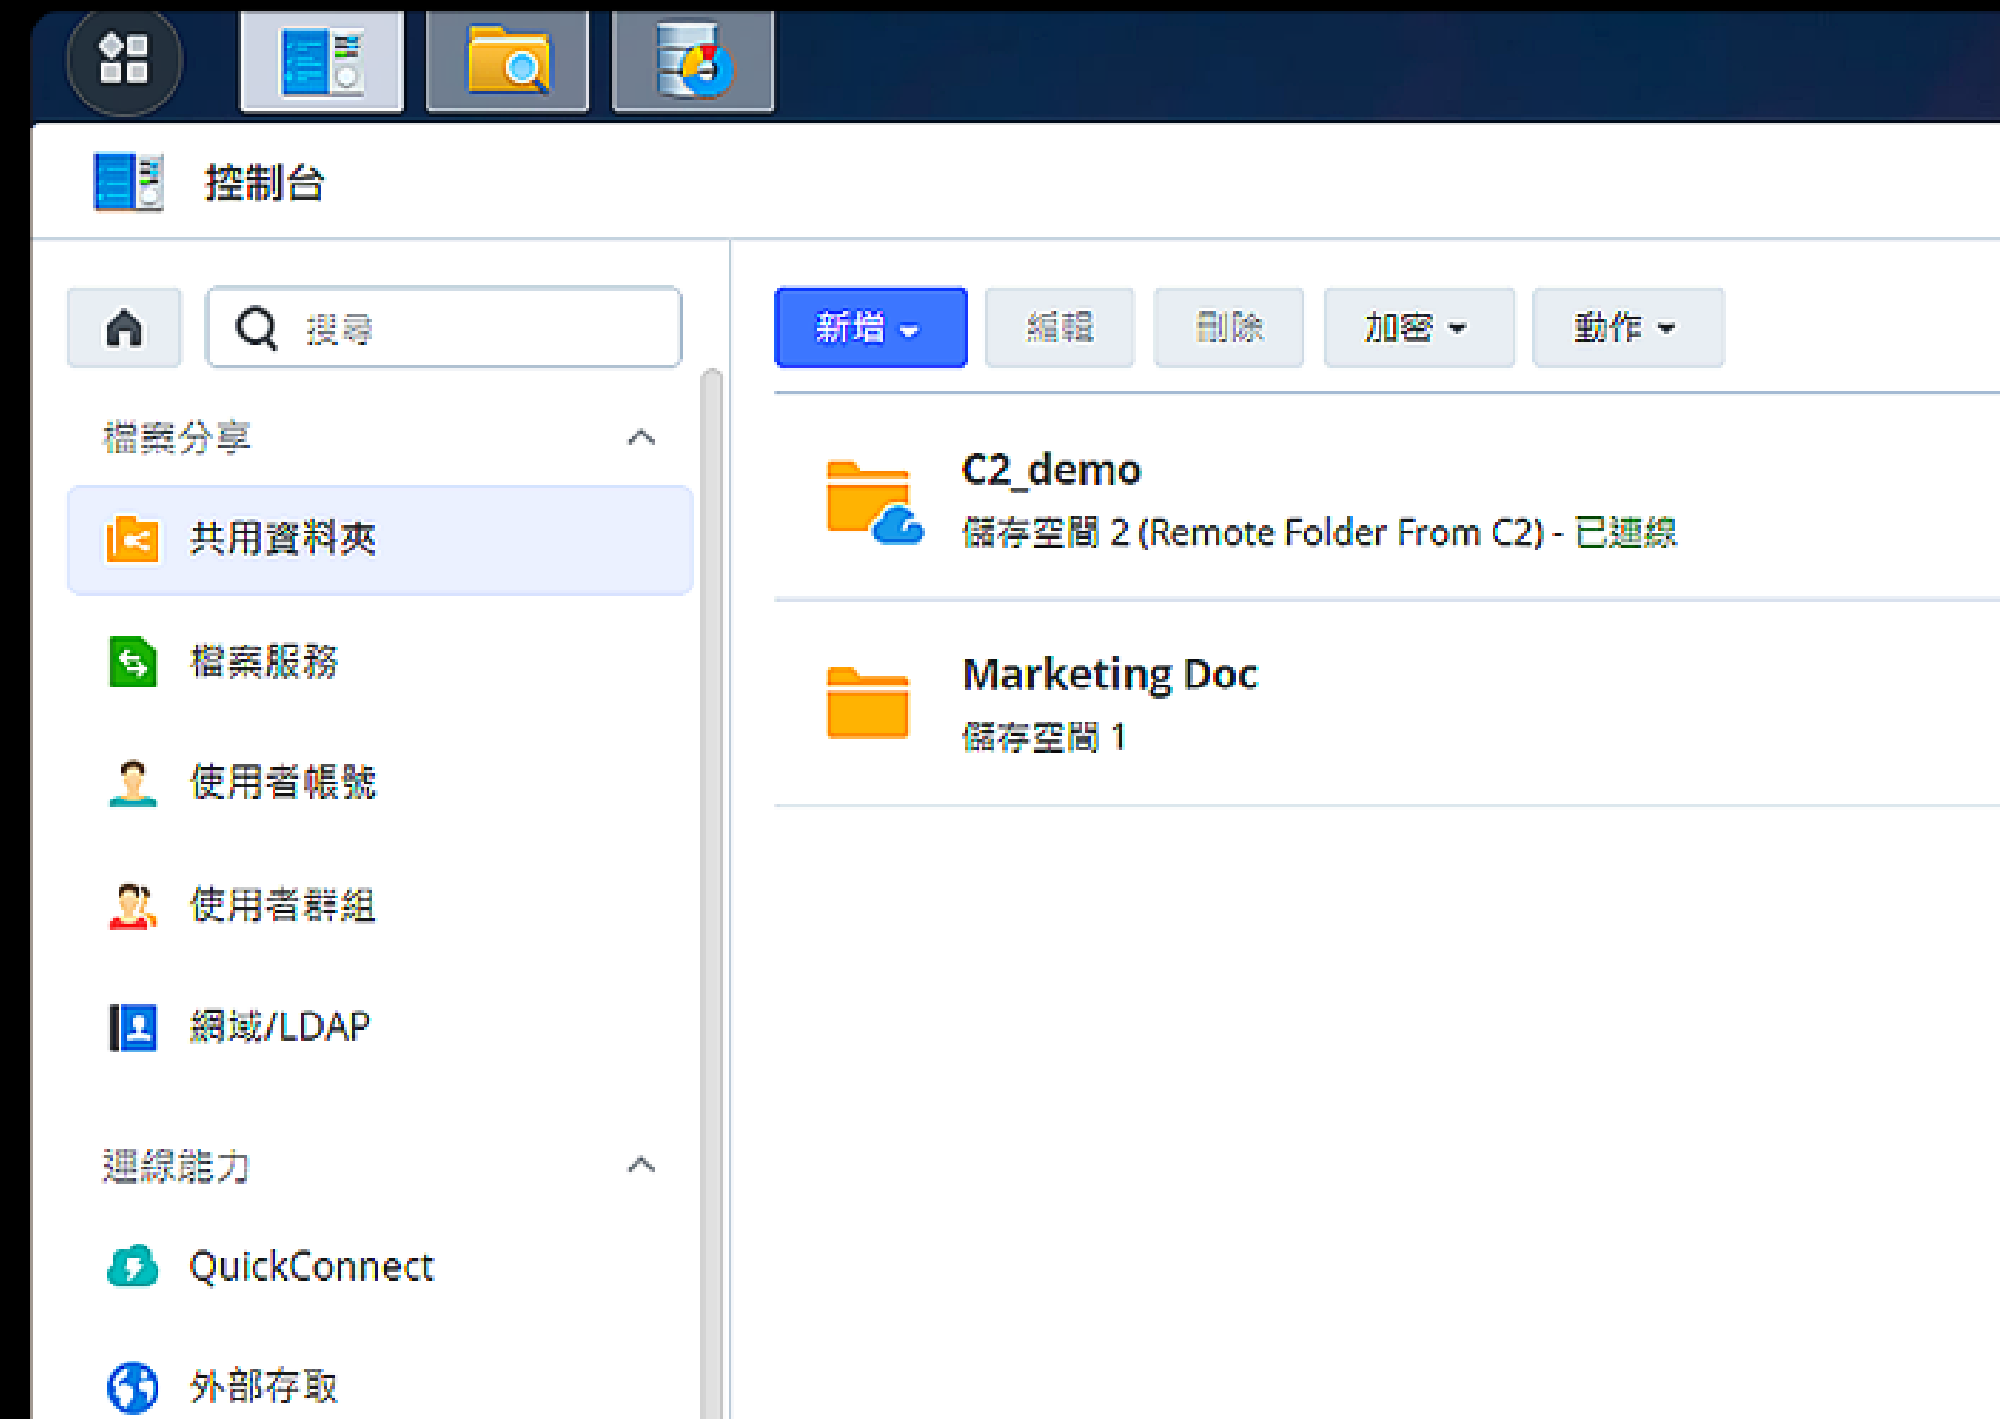 控制台
搜尋
新增
編輯
刪除
加密
動作
檔案分享
共用資料夾
檔案服務
使用者帳號
使用者群組
網域/LDAP
連線能力
QuickConnect
外部存取
C2_demo
儲存空間 2 (Remote Folder From C2) - 已連線
Marketing Doc
儲存空間 1